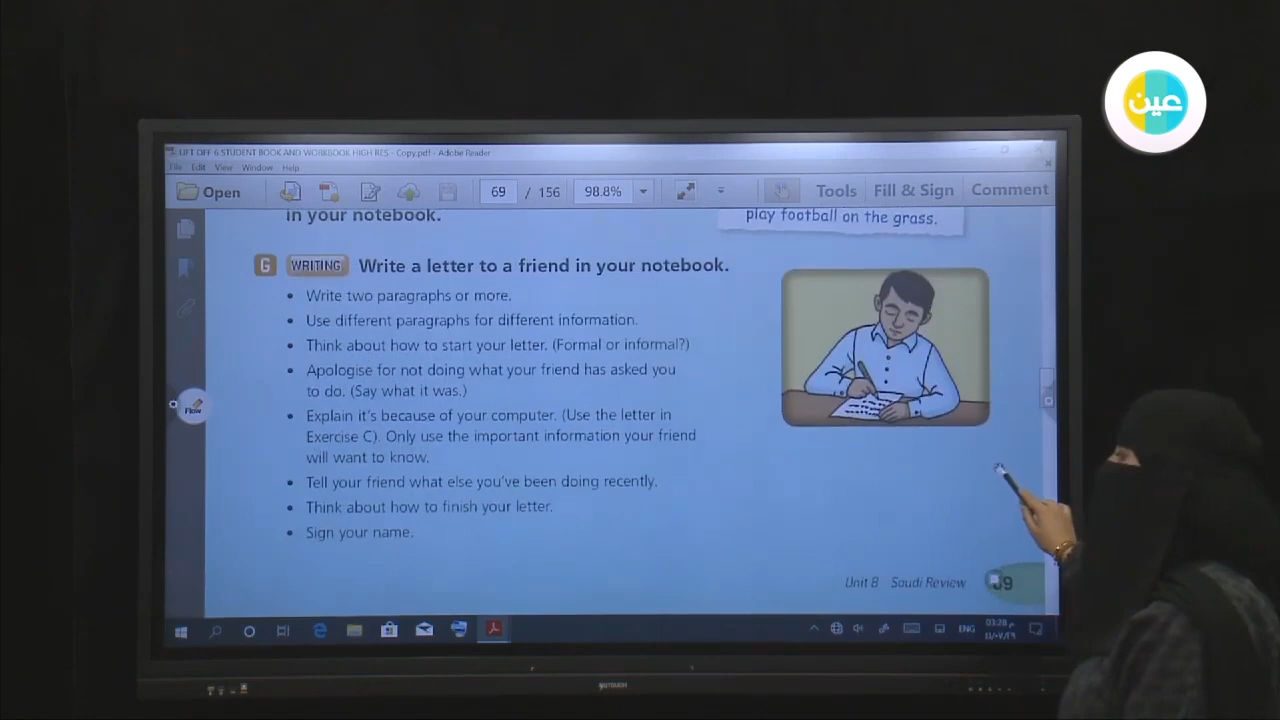 عين
LIFT OFF 6 STUDENT BOOK AND WORKBOOK HIGH RES - Copy.pdf - Adobe Reader
File Edit View Window Help
Open 69 / 156 98.8% Tools Fill & Sign Comment
in your notebook.
play football on the grass.
G WRITING Write a letter to a friend in your notebook.
• Write two paragraphs or more.
• Use different paragraphs for different information.
• Think about how to start your letter. (Formal or informal?)
• Apologise for not doing what your friend has asked you
to do. (Say what it was.)
• Explain it's because of your computer. (Use the letter in
Exercise C). Only use the important information your friend
will want to know.
• Tell your friend what else you've been doing recently.
• Think about how to finish your letter.
• Sign your name.
Flow
Unit 8 Saudi Review
ENG 03:28 م